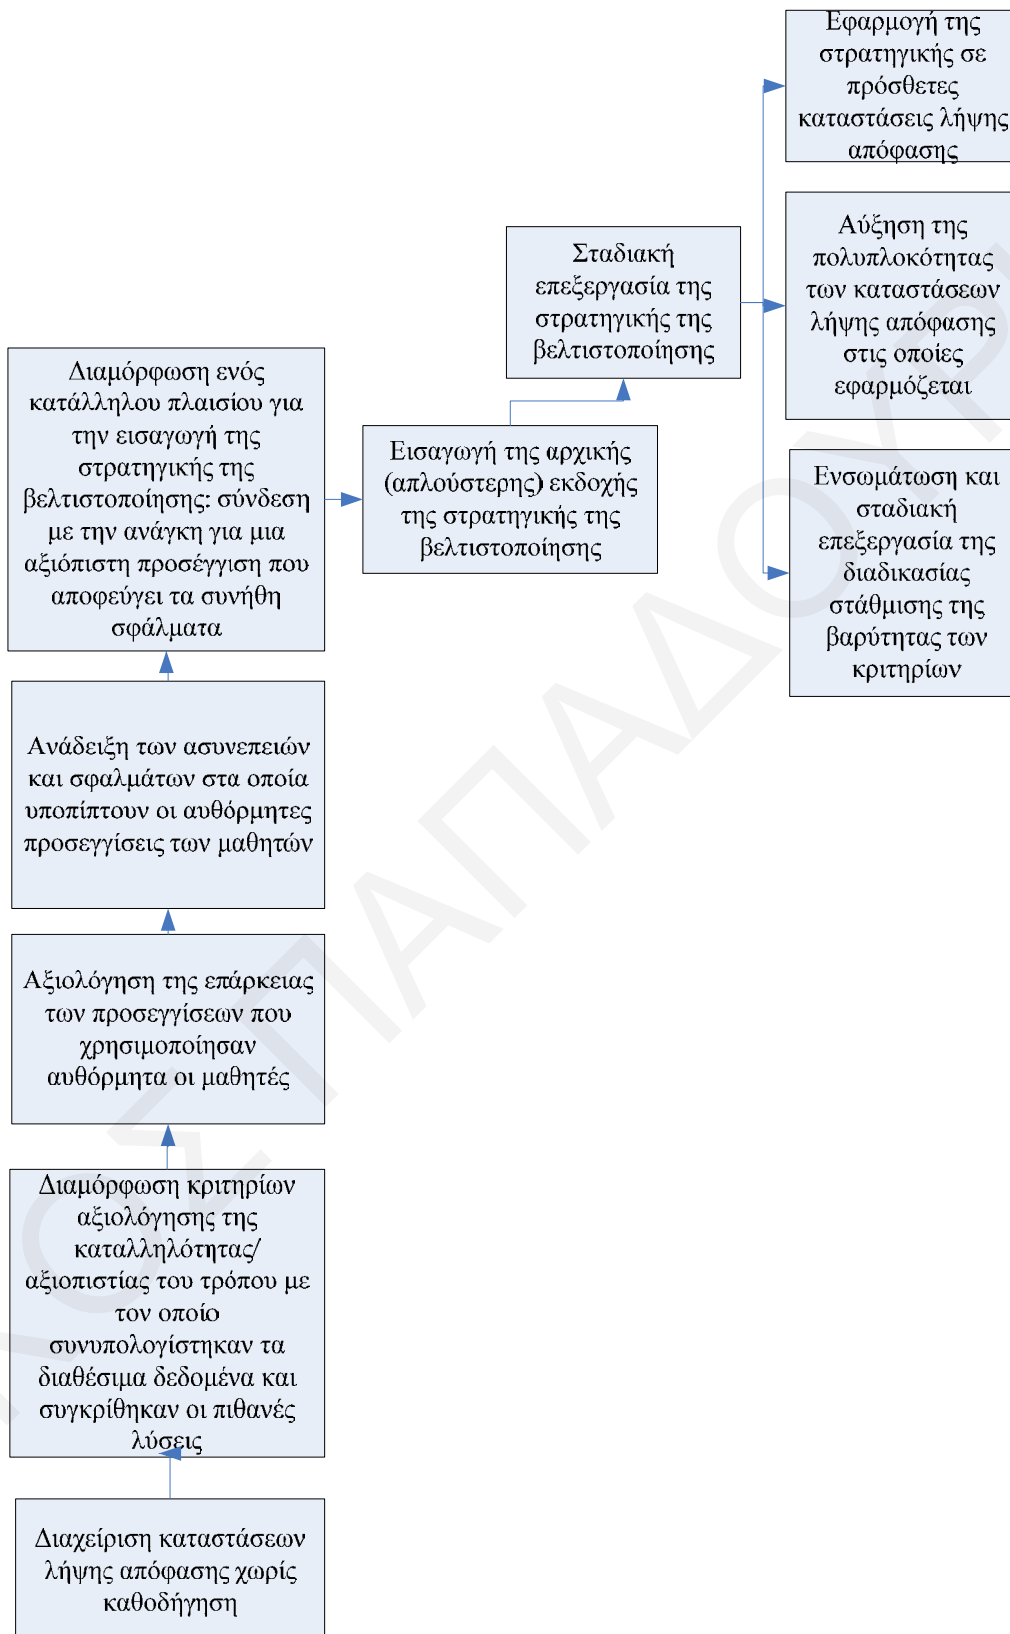 Εφαρμογή της
στρατηγικής σε
πρόσθετες
καταστάσεις λήψης
απόφασης
Αύξηση της
πολυπλοκότητας
των καταστάσεων
λήψης απόφασης
στις οποίες
εφαρμόζεται
Σταδιακή
επεξεργασία της
στρατηγικής της
βελτιστοποίησης
Διαμόρφωση ενός
κατάλληλου πλαισίου για
την εισαγωγή της
στρατηγικής της
βελτιστοποίησης: σύνδεση
με την ανάγκη για μια
αξιόπιστη προσέγγιση που
αποφεύγει τα συνήθη
σφάλματα
Εισαγωγή της αρχικής
(απλούστερης) εκδοχής
της στρατηγικής της
βελτιστοποίησης
Ενσωμάτωση και
σταδιακή
επεξεργασία της
διαδικασίας
στάθμισης της
βαρύτητας των
κριτηρίων
Ανάδειξη των ασυνεπειών
και σφαλμάτων στα οποία
υποπίπτουν οι αυθόρμητες
προσεγγίσεις των μαθητών
Αξιολόγηση της επάρκειας
των προσεγγίσεων που
χρησιμοποίησαν
αυθόρμητα οι μαθητές
Διαμόρφωση κριτηρίων
αξιολόγησης της
καταλληλότητας/
αξιοπιστίας του τρόπου με
τον οποίο
συνυπολογίστηκαν τα
διαθέσιμα δεδομένα και
συγκρίθηκαν οι πιθανές
λύσεις
Διαχείριση καταστάσεων
λήψης απόφασης χωρίς
καθοδήγηση